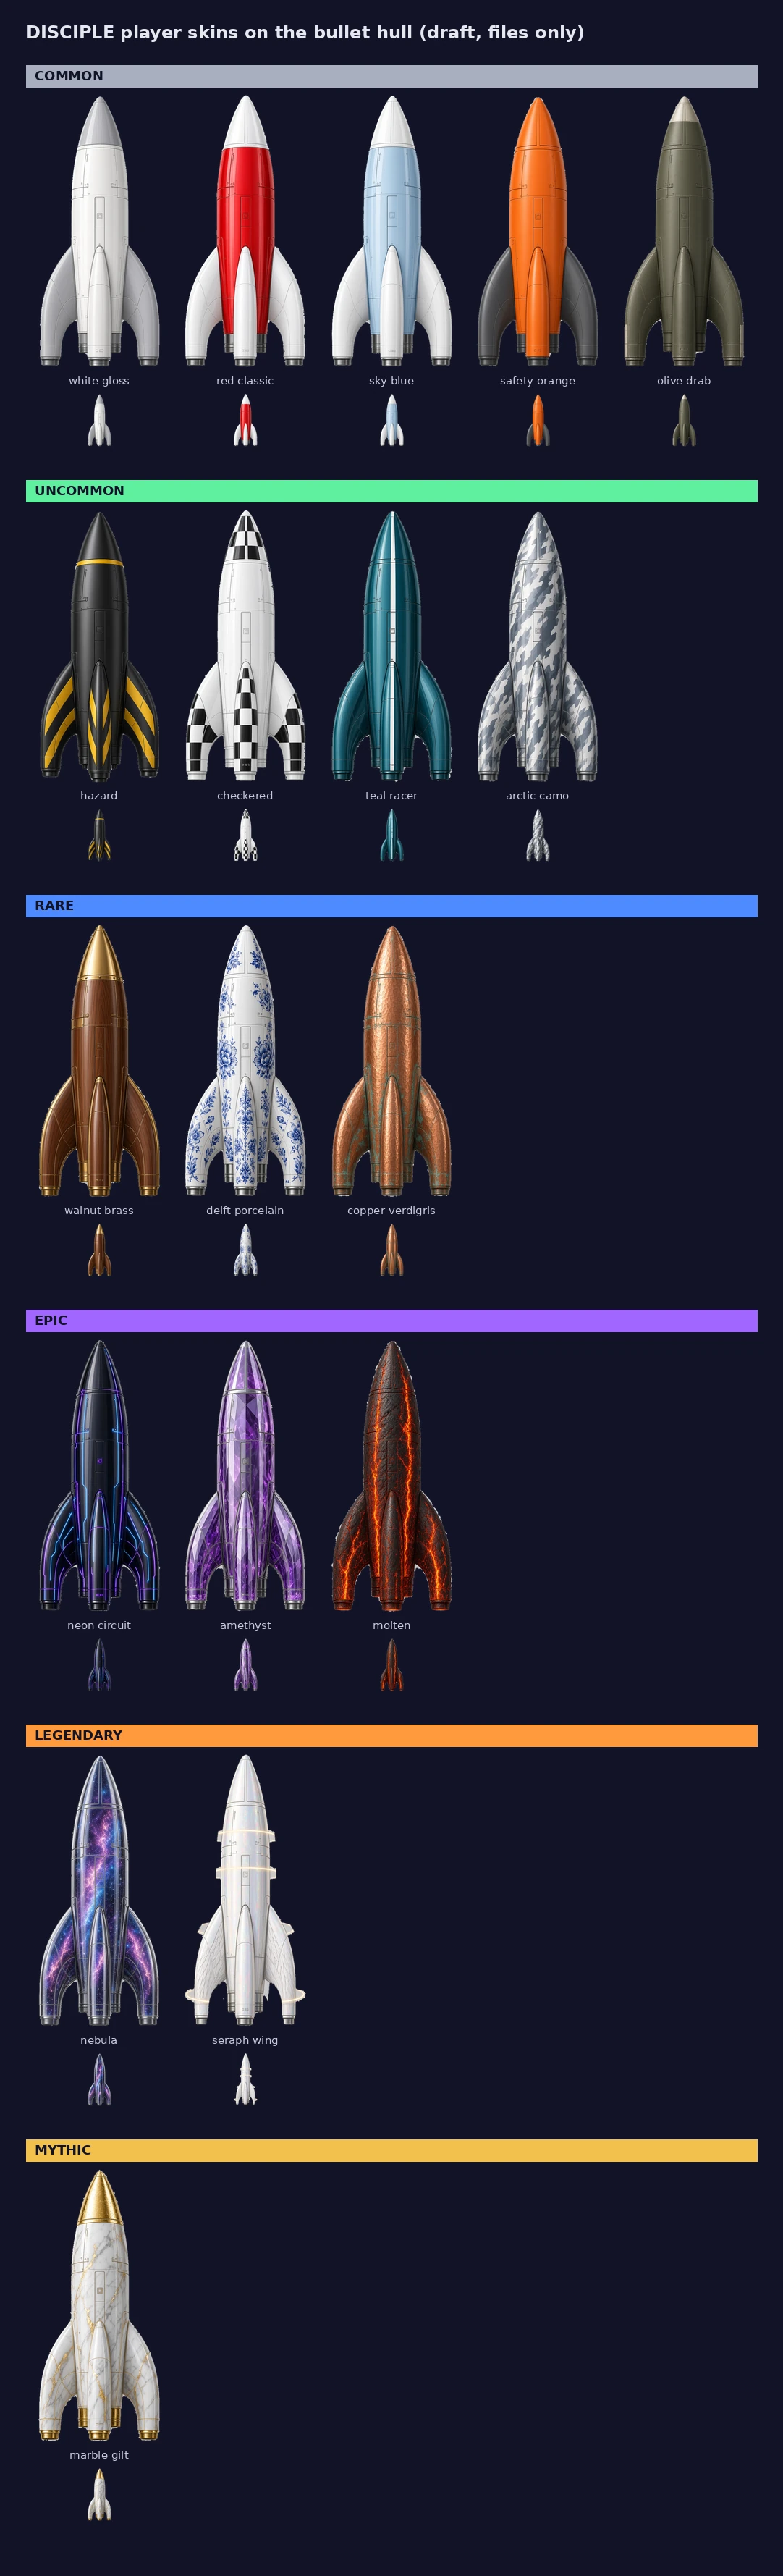 DISCIPLE player skins on the bullet hull (draft, files only)
COMMON
white gloss red classic sky blue safety orange olive drab
UNCOMMON
hazard checkered teal racer arctic camo
RARE
walnut brass delft porcelain copper verdigris
EPIC
neon circuit amethyst molten
LEGENDARY
nebula seraph wing
MYTHIC
marble gilt